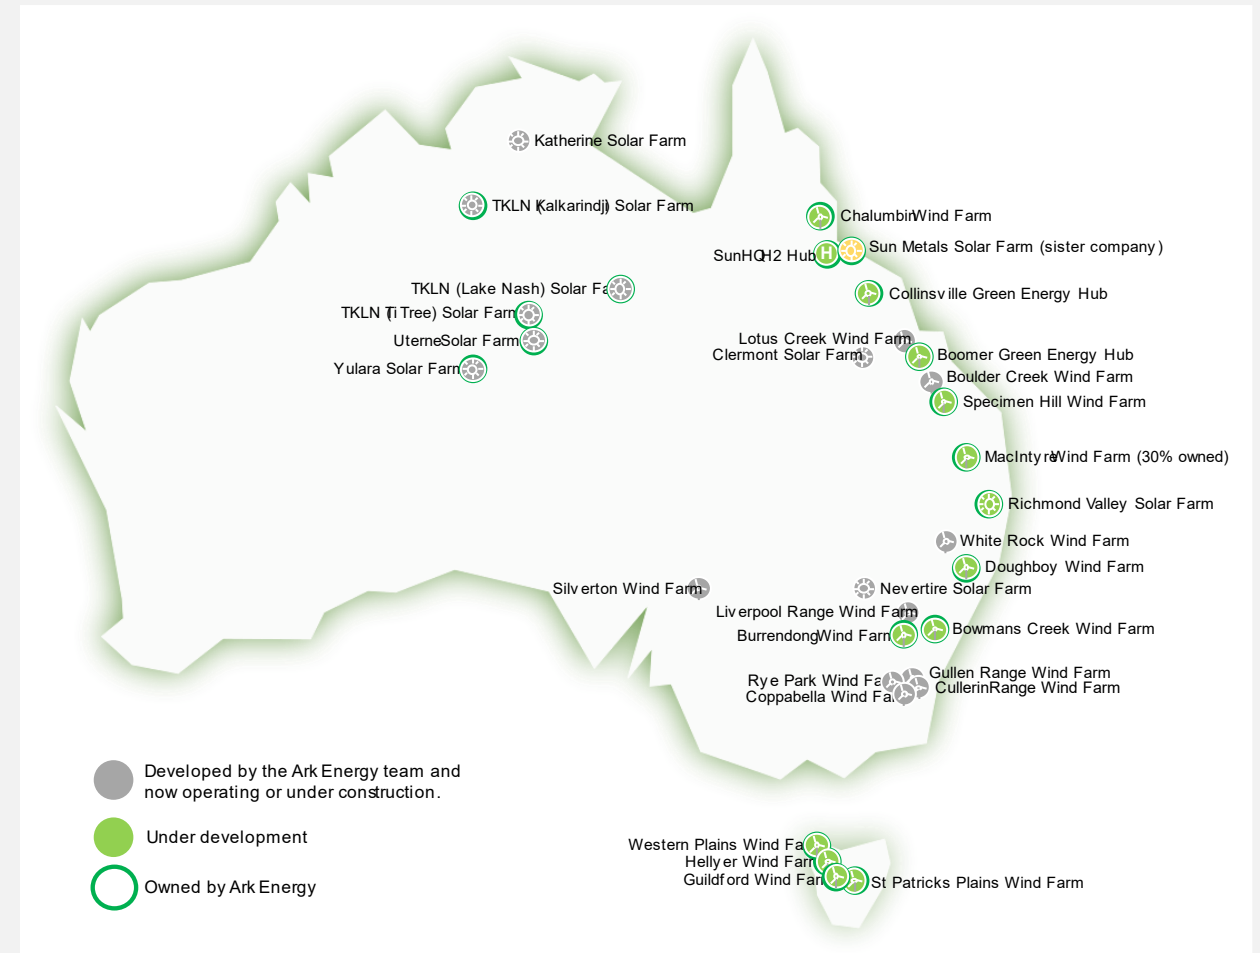 Katherine Solar Farm
TKLN (Kalkarindji) Solar Farm
Chalumbin Wind Farm
Sun Metals Solar Farm (sister company)
SunHQ H2 Hub
H
TKLN (Lake Nash) Solar Fa
Collinsville Green Energy Hub
TKLN (Ti Tree) Solar Farm
Uterne Solar Farm
Lotus Creek Wind Farm
Clermont Solar Farm
Boomer Green Energy Hub
Yulara Solar Farm
Boulder Creek Wind Farm
Specimen Hill Wind Farm
MacIntyre Wind Farm (30% owned)
Richmond Valley Solar Farm
White Rock Wind Farm
Doughboy Wind Farm
Silverton Wind Farm
Nevertire Solar Farm
Liverpool Range Wind Farm
Bowmans Creek Wind Farm
Burrendong Wind Farm
Gullen Range Wind Farm
Rye Park Wind Fa
Cullerin Range Wind Farm
Coppabella Wind Fa
Developed by the Ark Energy team and
now operating or under construction.
Under development
Owned by Ark Energy
Western Plains Wind Fa
Hellyer Wind Farm
Guildford Wind Farm
St Patricks Plains Wind Farm